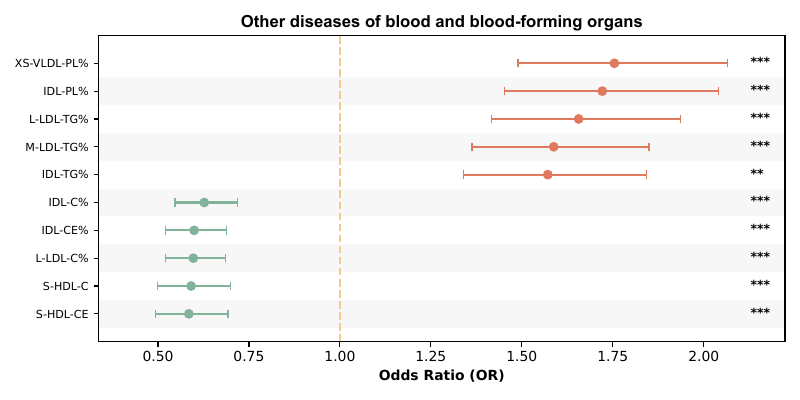 Other diseases of blood and blood-forming organs
XS-VLDL-PL% ***
IDL-PL% ***
L-LDL-TG% ***
M-LDL-TG% ***
IDL-TG% **
IDL-C% ***
IDL-CE% ***
L-LDL-C% ***
S-HDL-C ***
S-HDL-CE ***
0.50 0.75 1.00 1.25 1.50 1.75 2.00
Odds Ratio (OR)